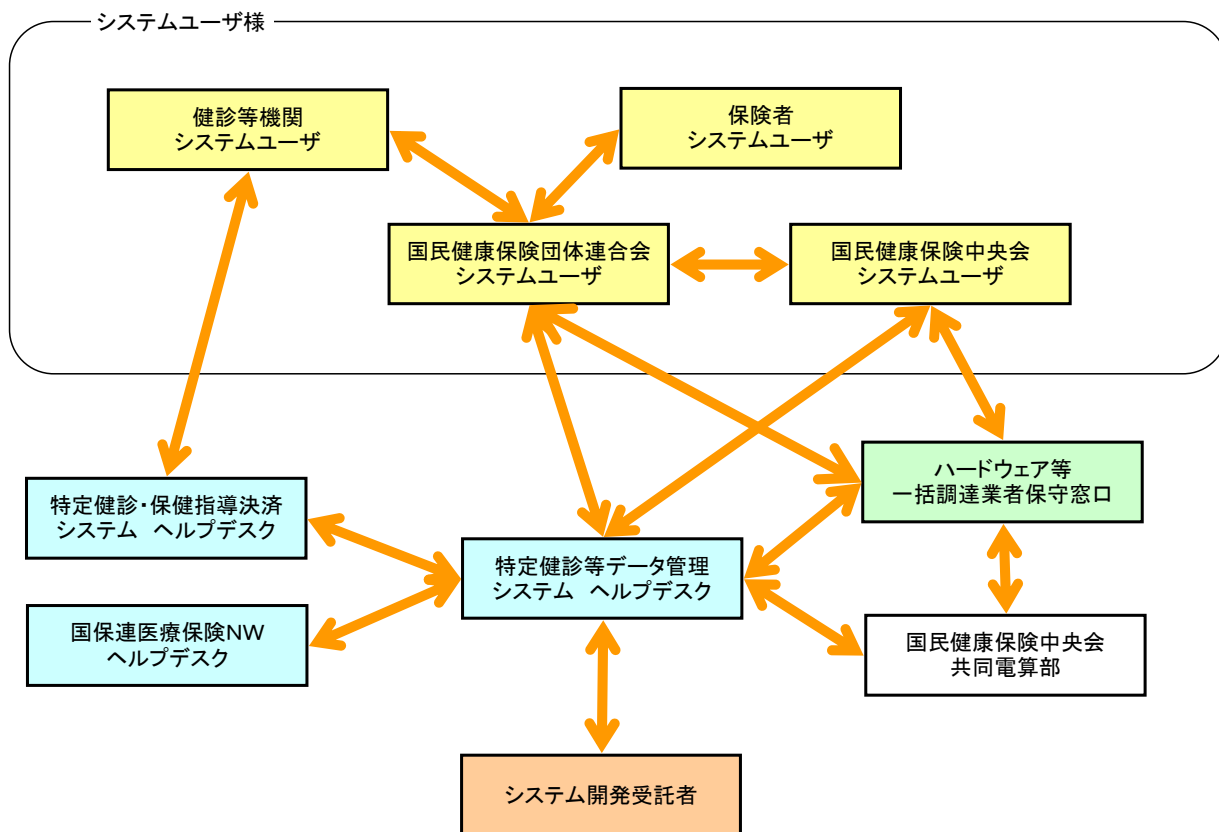 システムユーザ様
健診等機関
システムユーザ
保険者
システムユーザ
国民健康保険団体連合会
システムユーザ
国民健康保険中央会
システムユーザ
ハードウェア等
一括調達業者保守窓口
特定健診・保健指導決済
システム ヘルプデスク
特定健診等データ管理
システム ヘルプデスク
国保連医療保険NW
ヘルプデスク
国民健康保険中央会
共同電算部
システム開発受託者